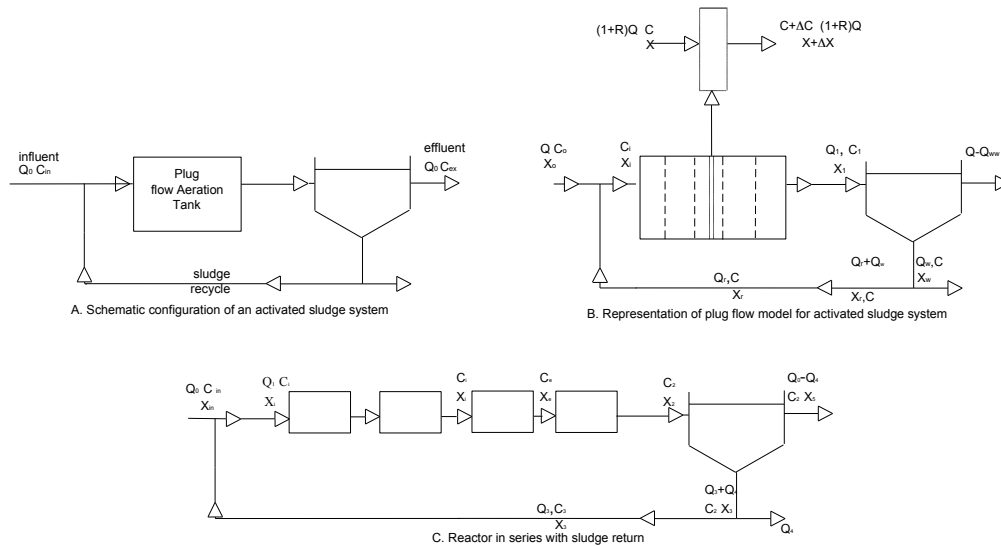 influent
Q₀ Cᵢₙ
Plug
flow Aeration
Tank
effluent
Q₀ Cₑₓ
sludge
recycle
A. Schematic configuration of an activated sludge system
(1+R)Q C
X
C+ΔC (1+R)Q
X+ΔX
Q C₀
X₀
Cᵢ
Xᵢ
Q₁, C₁
X₁
Q-Qww
Qᵣ+Qw
Qw,C
Xw
Qᵣ,C
Xᵣ
Xᵣ,C
B. Representation of plug flow model for activated sludge system
Q₀ C in
Xᵢₙ
Q₁ Cᵢ
Xᵢ
Xᵢ
Cₑ
Xₑ
C₂
X₂
Q₀-Q₄
C₂ X₅
Q₃+Q₄
C₂ X₃
Q₃,C₃
X₃
Q₄
C. Reactor in series with sludge return